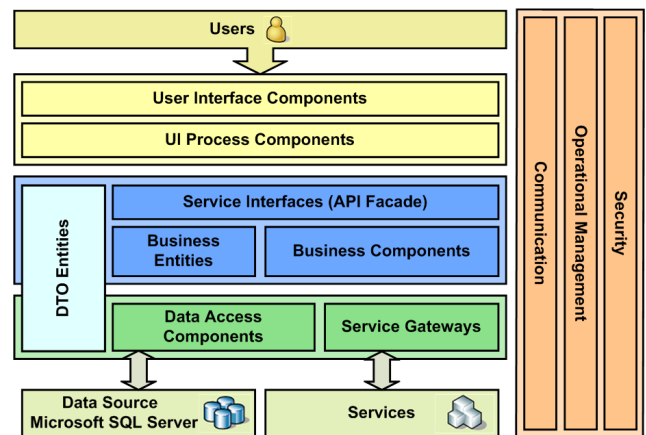 Users
User Interface Components
UI Process Components
Service Interfaces (API Facade)
Business
Entities
Business Components
DTO Entities
Data Access
Components
Service Gateways
Data Source
Microsoft SQL Server
Services
Communication
Operational Management
Security